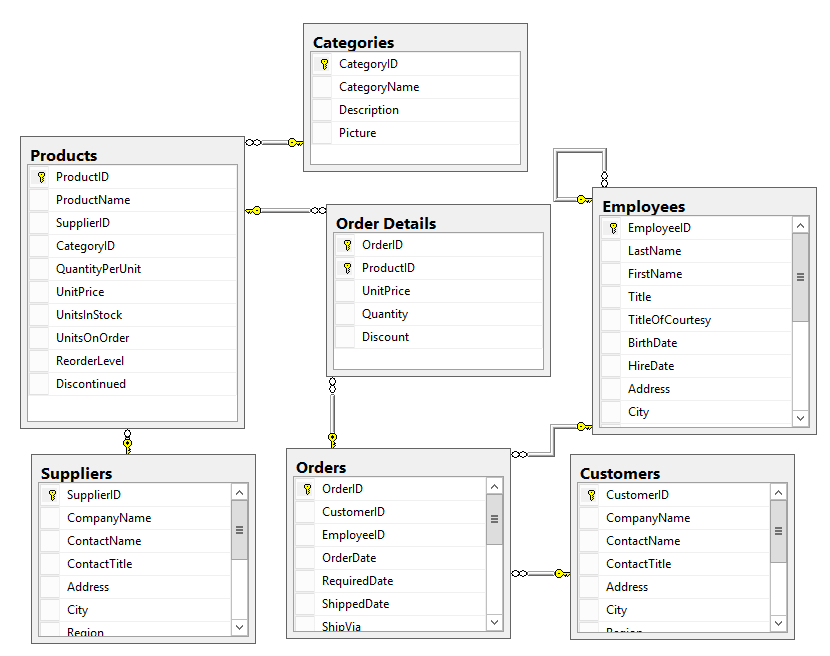 Categories
CategoryID
CategoryName
Description
Picture
Products
ProductID
ProductName
SupplierID
CategoryID
QuantityPerUnit
UnitPrice
UnitsInStock
UnitsOnOrder
ReorderLevel
Discontinued
Order Details
OrderID
ProductID
UnitPrice
Quantity
Discount
Employees
EmployeeID
LastName
FirstName
Title
TitleOfCourtesy
BirthDate
HireDate
Address
City
Suppliers
SupplierID
CompanyName
ContactName
ContactTitle
Address
City
Region
Orders
OrderID
CustomerID
EmployeeID
OrderDate
RequiredDate
ShippedDate
ShipVia
Customers
CustomerID
CompanyName
ContactName
ContactTitle
Address
City
Region